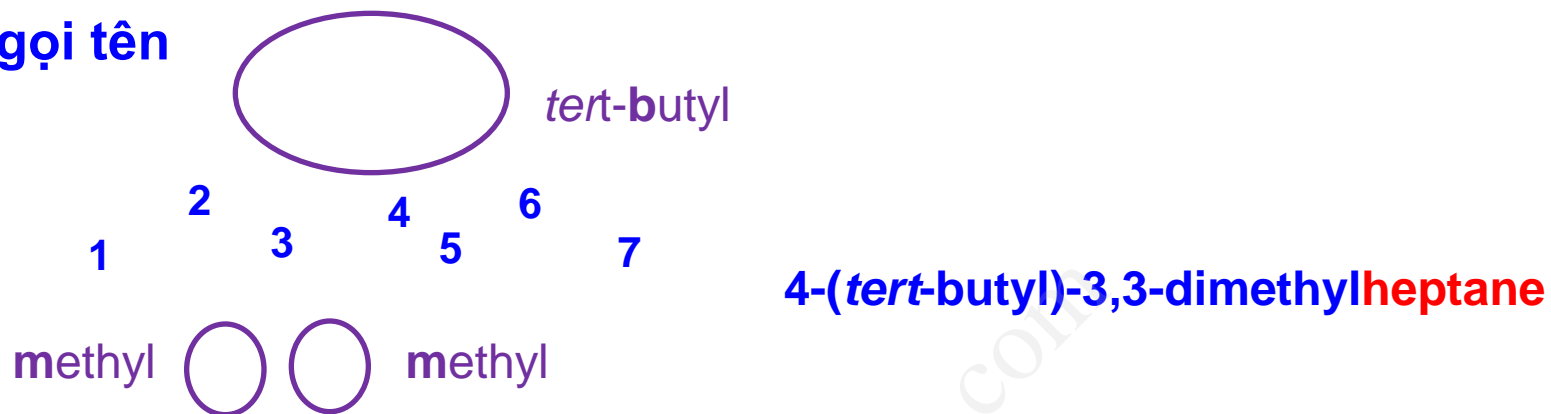 gọi tên
tert-butyl
2
4
6
1
3
5
7
4-(tert-butyl)-3,3-dimethylheptane
methyl
methyl
com